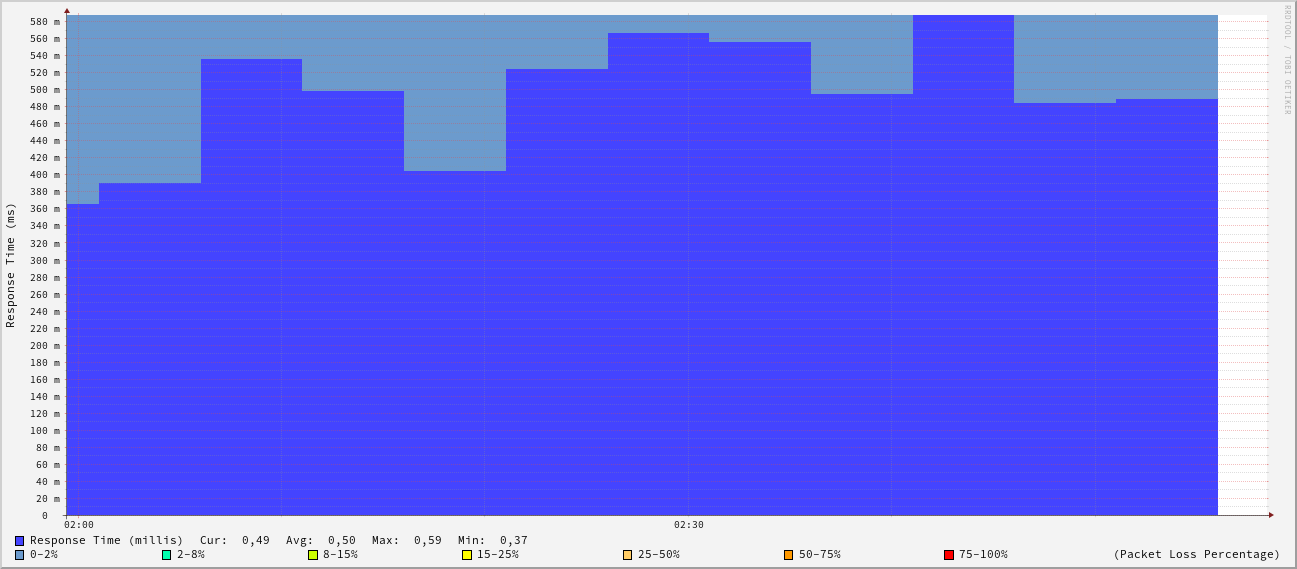 RRDTOOL / TOBI OETIKER
Response Time (ms)
580 m
560 m
540 m
520 m
500 m
480 m
460 m
440 m
420 m
400 m
380 m
360 m
340 m
320 m
300 m
280 m
260 m
240 m
220 m
200 m
180 m
160 m
140 m
120 m
100 m
80 m
60 m
40 m
20 m
0
02:00 02:30
Response Time (millis) Cur: 0,49 Avg: 0,50 Max: 0,59 Min: 0,37
0-2% 2-8% 8-15% 15-25% 25-50% 50-75% 75-100% (Packet Loss Percentage)